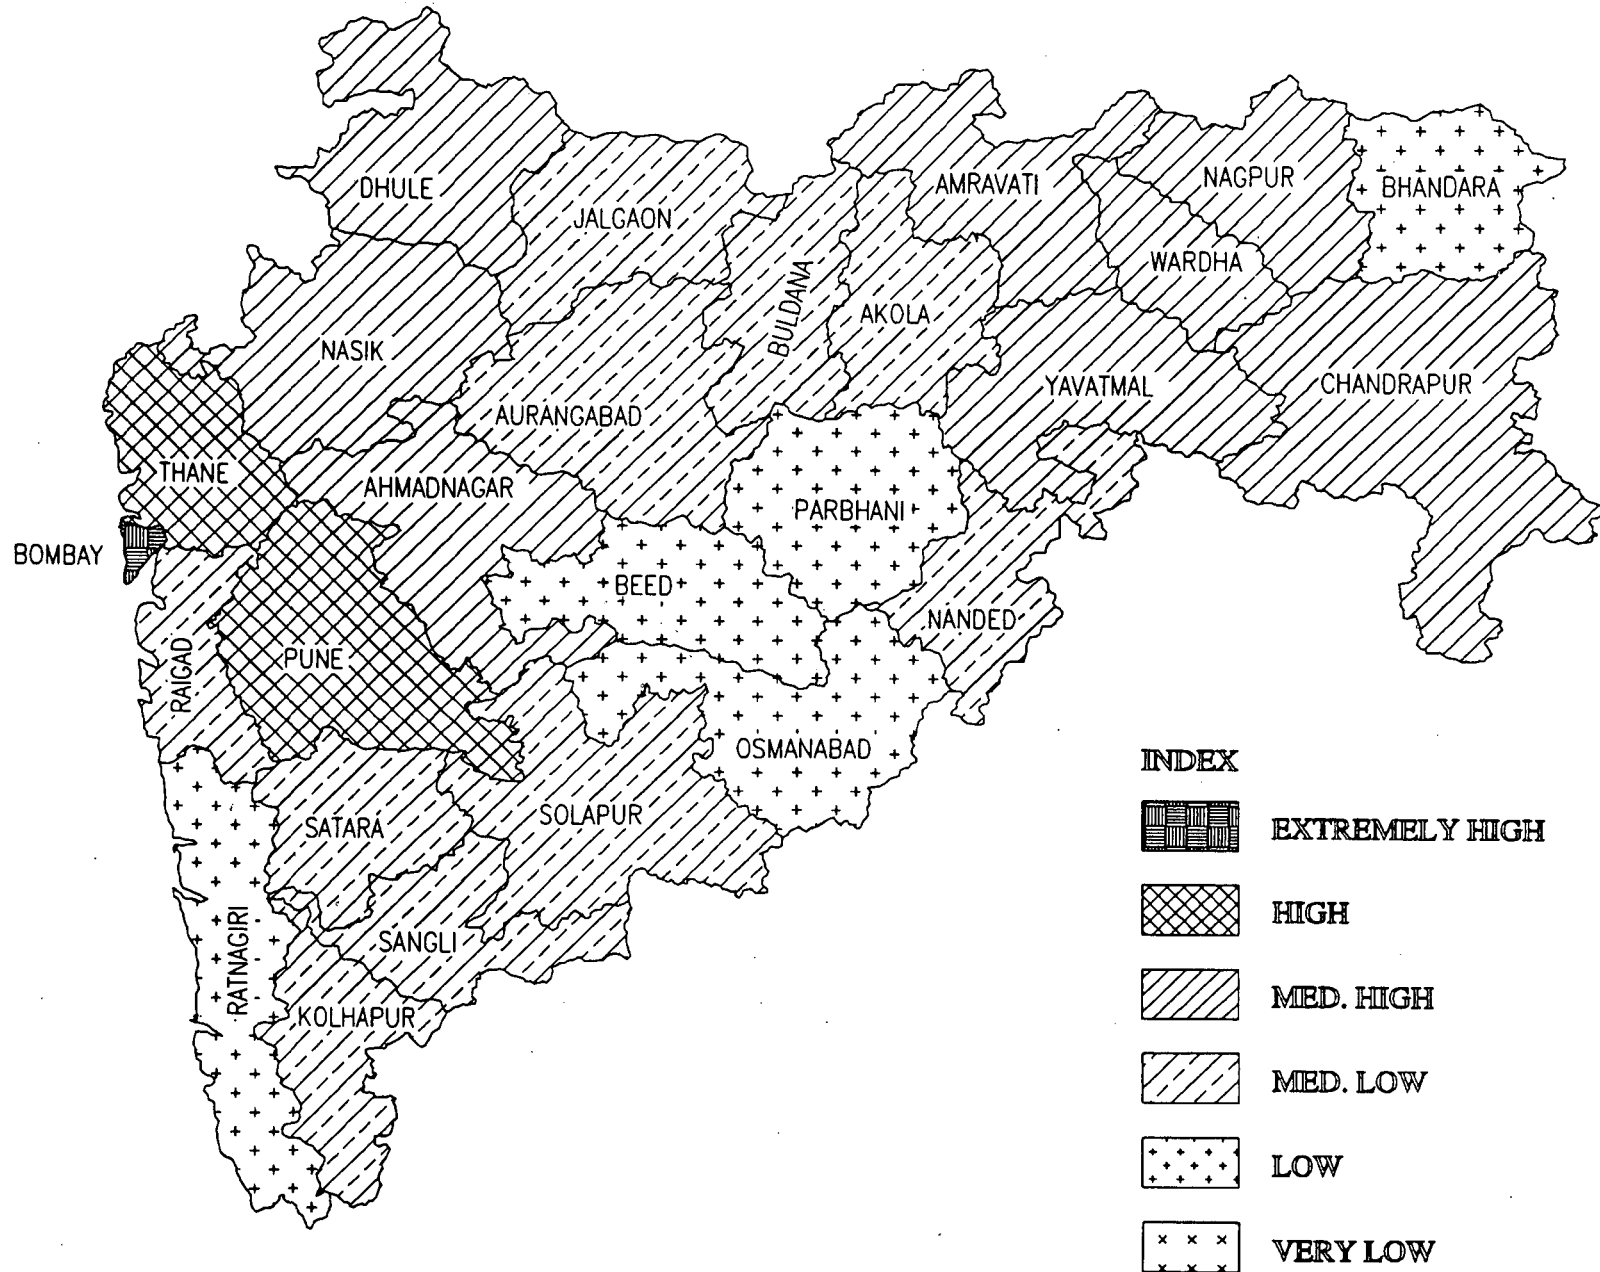 DHULE
JALGAON
AMRAVATI
NAGPUR
BHANDARA
WARDHA
BULDANA
AKOLA
NASIK
YAVATMAL
CHANDRAPUR
AURANGABAD
THANE
AHMADNAGAR
PARBHANI
BOMBAY
BEED
NANDED
RAIGAD
PUNE
OSMANABAD
SATARA
SOLAPUR
RATNAGIRI
SANGLI
KOLHAPUR
INDEX
EXTREMELY HIGH
HIGH
MED. HIGH
MED. LOW
LOW
VERY LOW